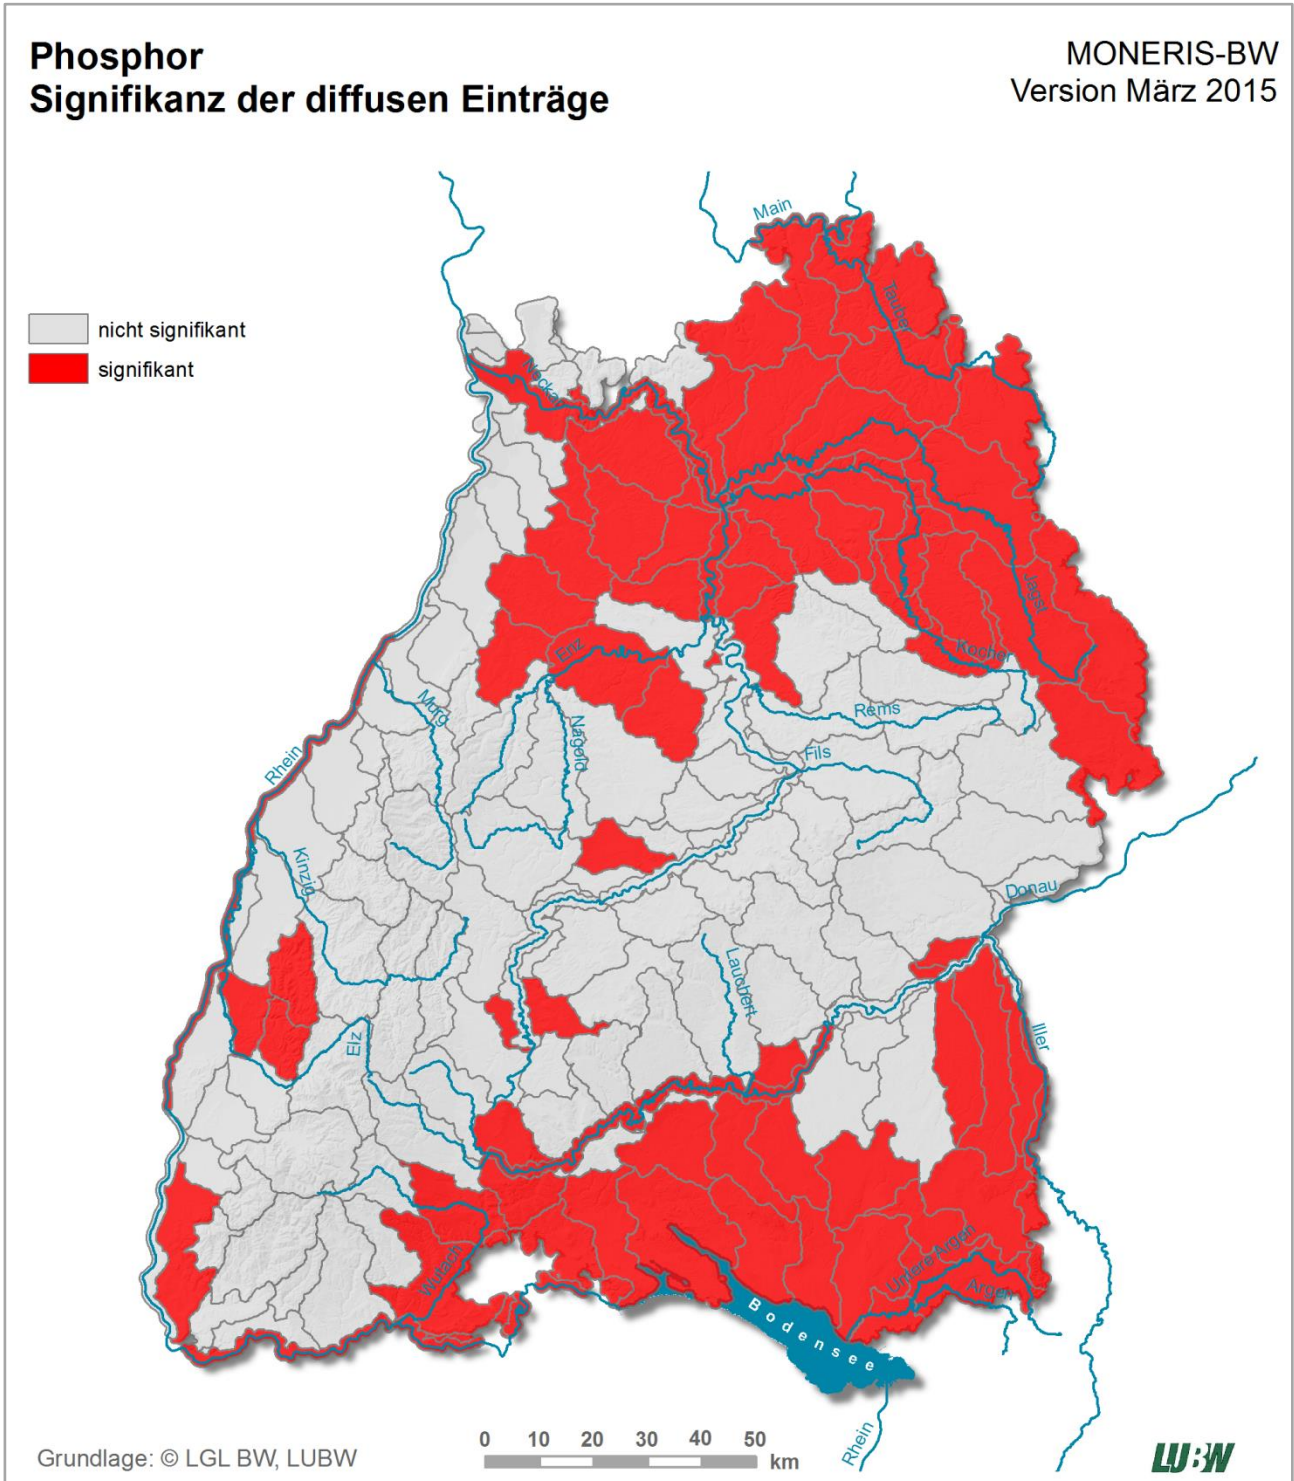 Phosphor
Signifikanz der diffusen Einträge
MONERIS-BW
Version März 2015
nicht signifikant
signifikant
Main
Tauber
Neckar
Jagst
Kocher
Enz
Murg
Nagold
Rems
Fils
Rhein
Kinzig
Donau
Lauchert
Elz
Iller
Wutach
Untere Argen
Argen
Bodensee
Rhein
0 10 20 30 40 50
km
Grundlage: © LGL BW, LUBW
LUBW